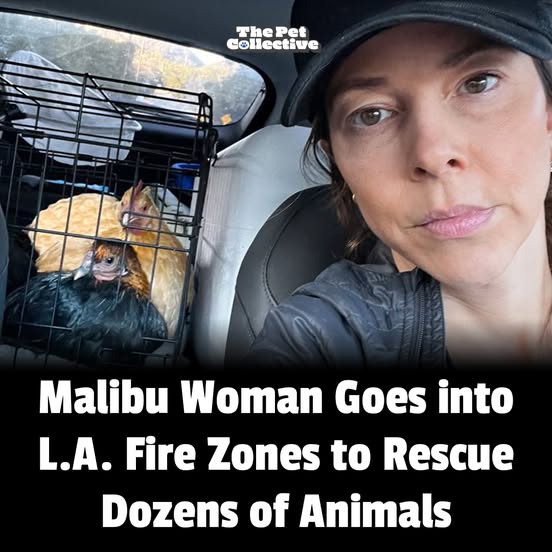 The Pet
Collective
Malibu Woman Goes into
L.A. Fire Zones to Rescue
Dozens of Animals